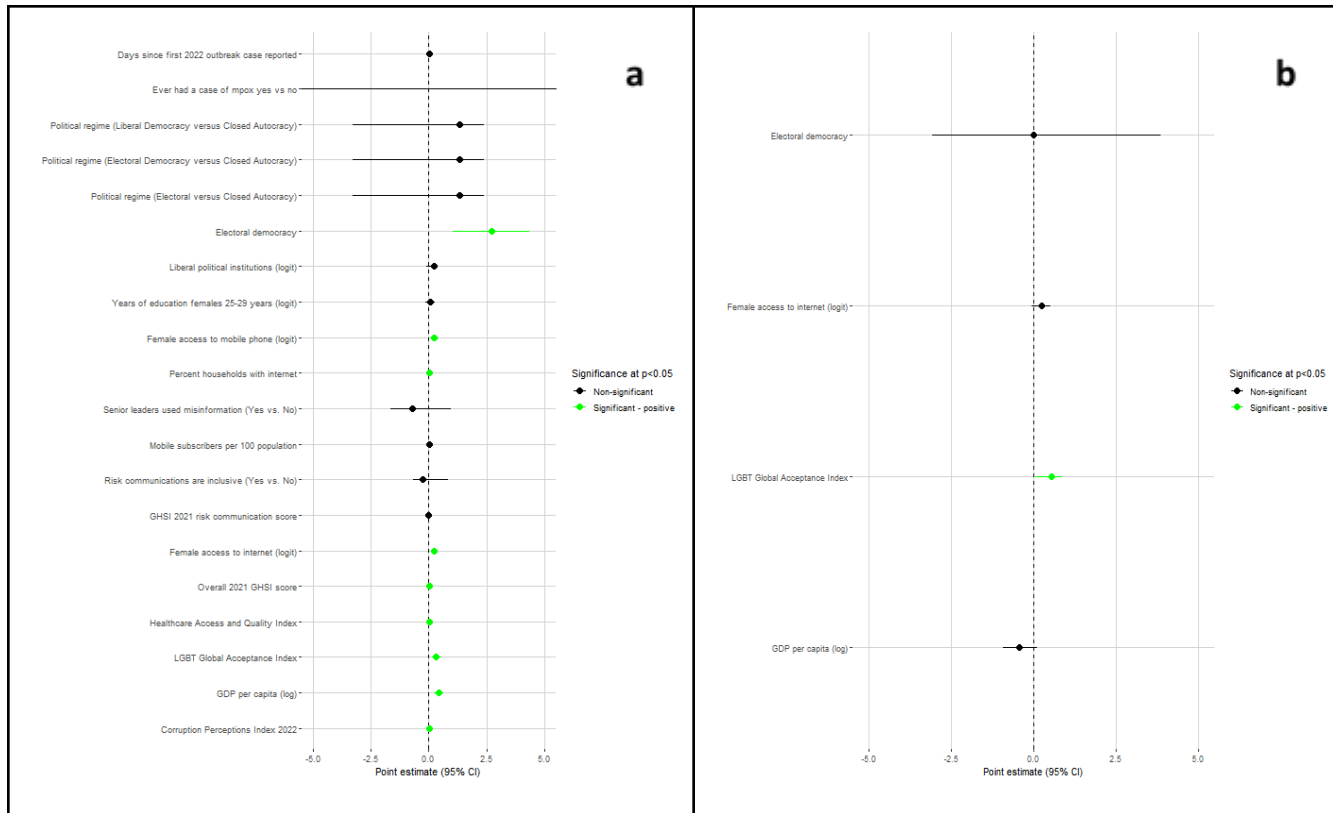 a
Days since first 2022 outbreak case reported
Ever had a case of mpox yes vs no
Political regime (Liberal Democracy versus Closed Autocracy)
Political regime (Electoral Democracy versus Closed Autocracy)
Political regime (Electoral versus Closed Autocracy)
Electoral democracy
Liberal political institutions (logit)
Years of education females 25-29 years (logit)
Female access to mobile phone (logit)
Percent households with internet
Senior leaders used misinformation (Yes vs. No)
Mobile subscribers per 100 population
Risk communications are inclusive (Yes vs. No)
GHSI 2021 risk communication score
Female access to internet (logit)
Overall 2021 GHSI score
Healthcare Access and Quality Index
LGBT Global Acceptance Index
GDP per capita (log)
Corruption Perceptions Index 2022
-5.0 -2.5 0.0 2.5 5.0
Point estimate (95% CI)
Significance at p<0.05
Non-significant
Significant - positive
b
Electoral democracy
Female access to internet (logit)
LGBT Global Acceptance Index
GDP per capita (log)
-5.0 -2.5 0.0 2.5 5.0
Point estimate (95% CI)
Significance at p<0.05
Non-significant
Significant - positive